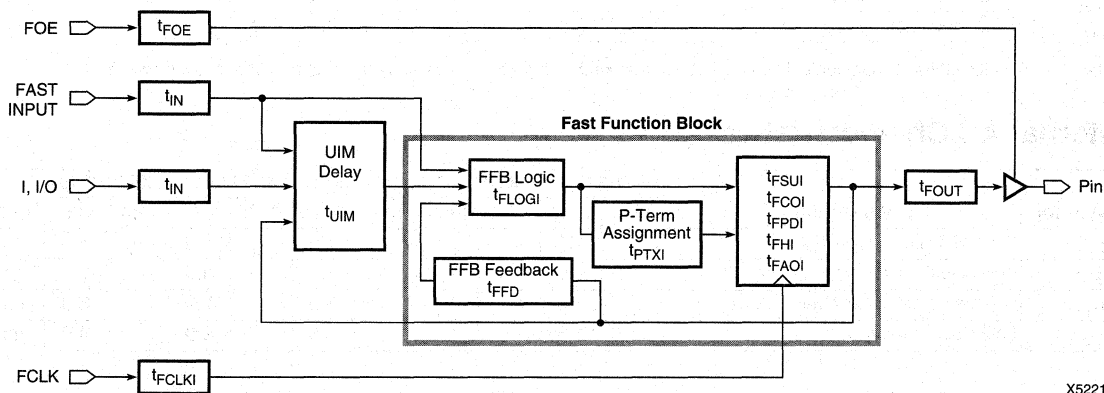 FOE
tFOE
FAST
INPUT
tIN
Fast Function Block
UIM
Delay
tUIM
I, I/O
tIN
FFB Logic
tFLOGI
P-Term
Assignment
tPTXI
FFB Feedback
tFFD
tFSUI
tFCOI
tFPDI
tFHI
tFAOI
tFOUT
Pin
FCLK
tFCLKI
X5221